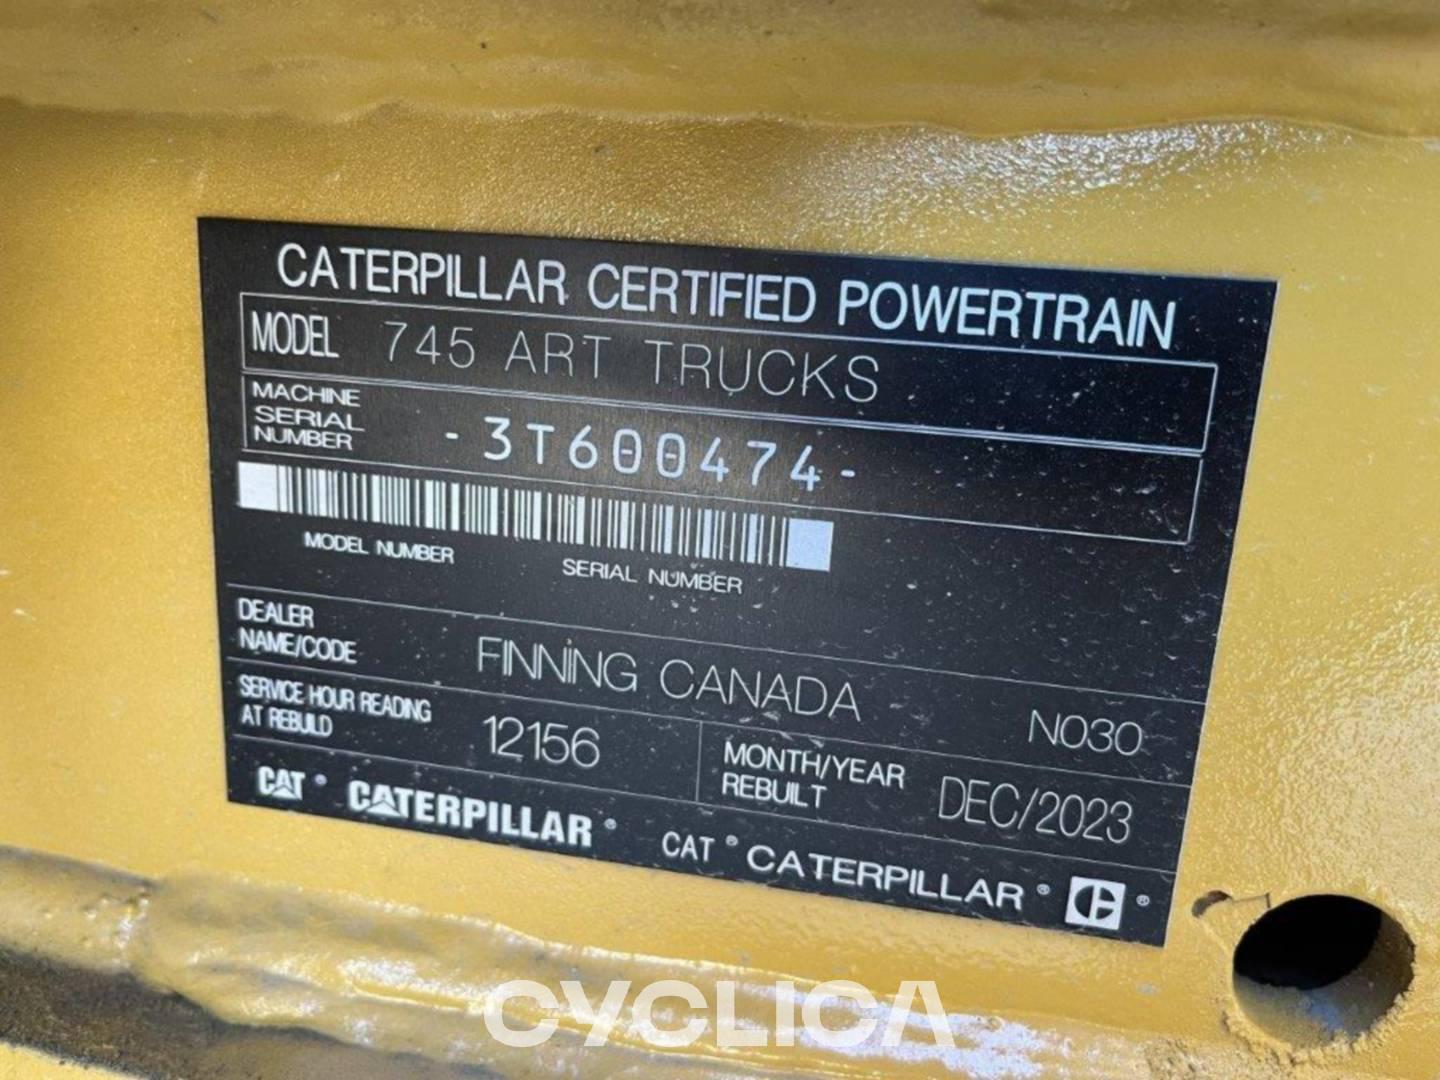 CATERPILLAR CERTIFIED POWERTRAIN
MODEL 745 ART TRUCKS
MACHINE
SERIAL
NUMBER
-3T600474-
MODEL NUMBER SERIAL NUMBER
DEALER
NAME/CODE
FINNING CANADA N030
SERVICE HOUR READING
AT REBUILD
12156
MONTH/YEAR
REBUILT
DEC/2023
CAT ® CATERPILLAR ® CAT ® CATERPILLAR ® C ®
CYCLICA